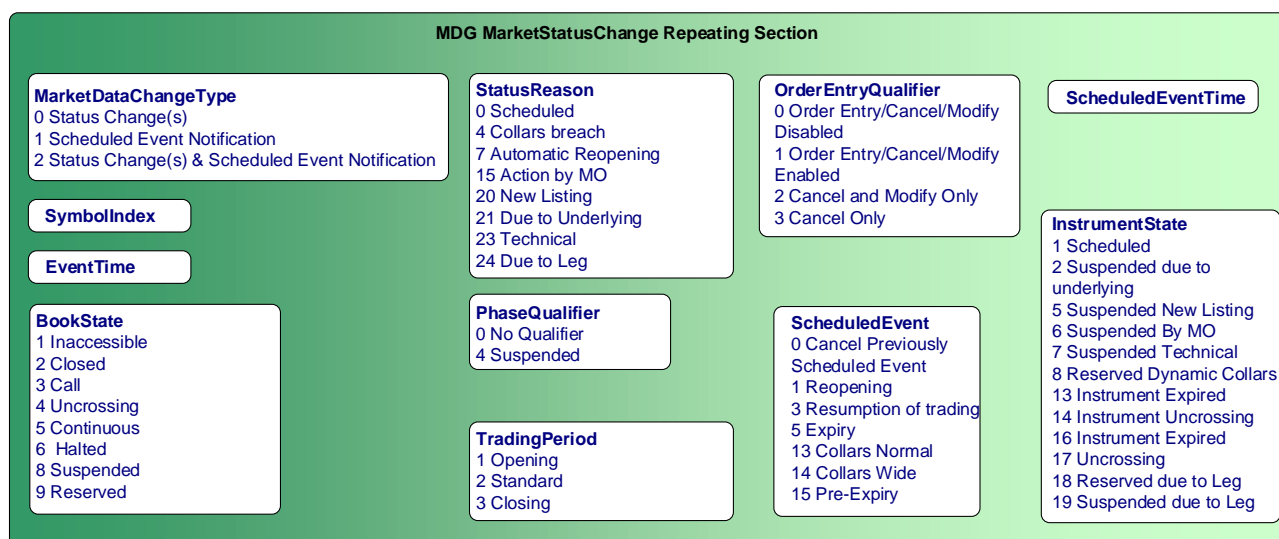 MDG MarketStatusChange Repeating Section
MarketDataChangeType
0 Status Change(s)
1 Scheduled Event Notification
2 Status Change(s) & Scheduled Event Notification
SymbolIndex
EventTime
BookState
1 Inaccessible
2 Closed
3 Call
4 Uncrossing
5 Continuous
6 Halted
8 Suspended
9 Reserved
StatusReason
0 Scheduled
4 Collars breach
7 Automatic Reopening
15 Action by MO
20 New Listing
21 Due to Underlying
23 Technical
24 Due to Leg
PhaseQualifier
0 No Qualifier
4 Suspended
TradingPeriod
1 Opening
2 Standard
3 Closing
OrderEntryQualifier
0 Order Entry/Cancel/Modify
Disabled
1 Order Entry/Cancel/Modify
Enabled
2 Cancel and Modify Only
3 Cancel Only
ScheduledEvent
0 Cancel Previously
Scheduled Event
1 Reopening
3 Resumption of trading
5 Expiry
13 Collars Normal
14 Collars Wide
15 Pre-Expiry
ScheduledEventTime
InstrumentState
1 Scheduled
2 Suspended due to
underlying
5 Suspended New Listing
6 Suspended By MO
7 Suspended Technical
8 Reserved Dynamic Collars
13 Instrument Expired
14 Instrument Uncrossing
16 Instrument Expired
17 Uncrossing
18 Reserved due to Leg
19 Suspended due to Leg